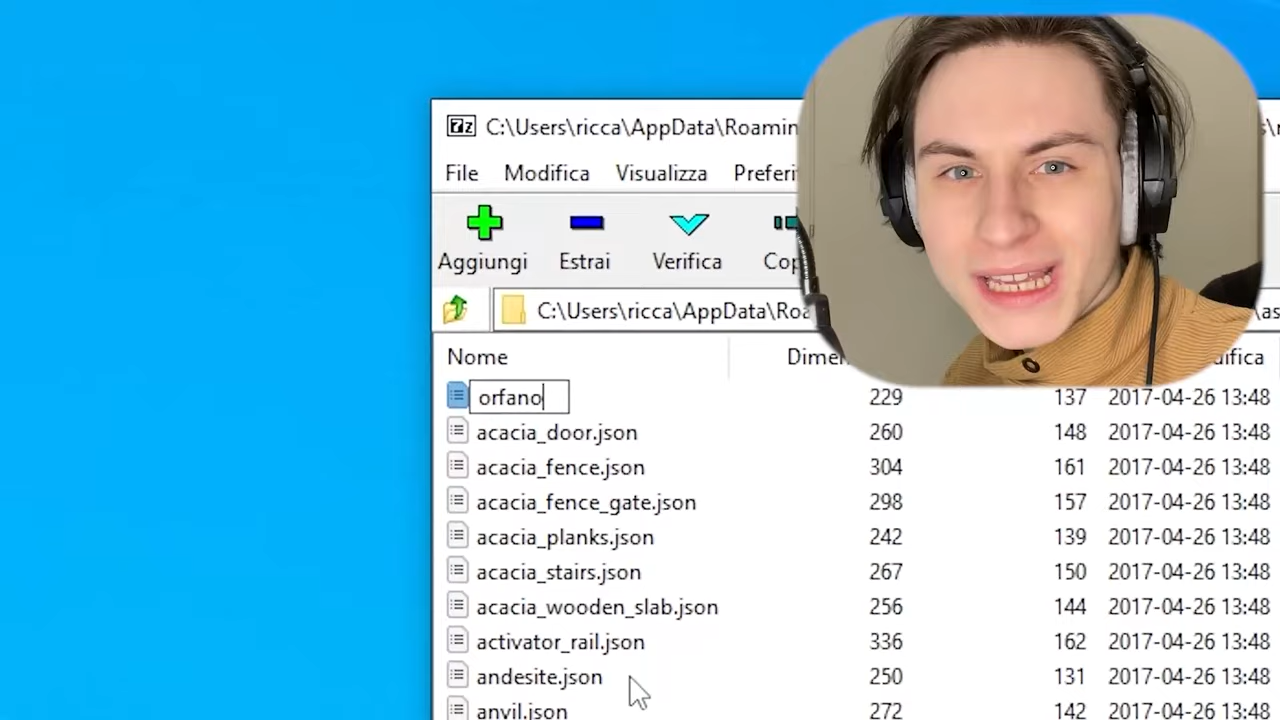 7z C:\Users\ricca\AppData\Roamin
File Modifica Visualizza Preferi
Aggiungi Estrai Verifica Cop
C:\Users\ricca\AppData\Roa \as
Nome Dimen ifica
orfano 229 137 2017-04-26 13:48
acacia_door.json 260 148 2017-04-26 13:48
acacia_fence.json 304 161 2017-04-26 13:48
acacia_fence_gate.json 298 157 2017-04-26 13:48
acacia_planks.json 242 139 2017-04-26 13:48
acacia_stairs.json 267 150 2017-04-26 13:48
acacia_wooden_slab.json 256 144 2017-04-26 13:48
activator_rail.json 336 162 2017-04-26 13:48
andesite.json 250 131 2017-04-26 13:48
anvil.json 272 142 2017-04-26 13:48